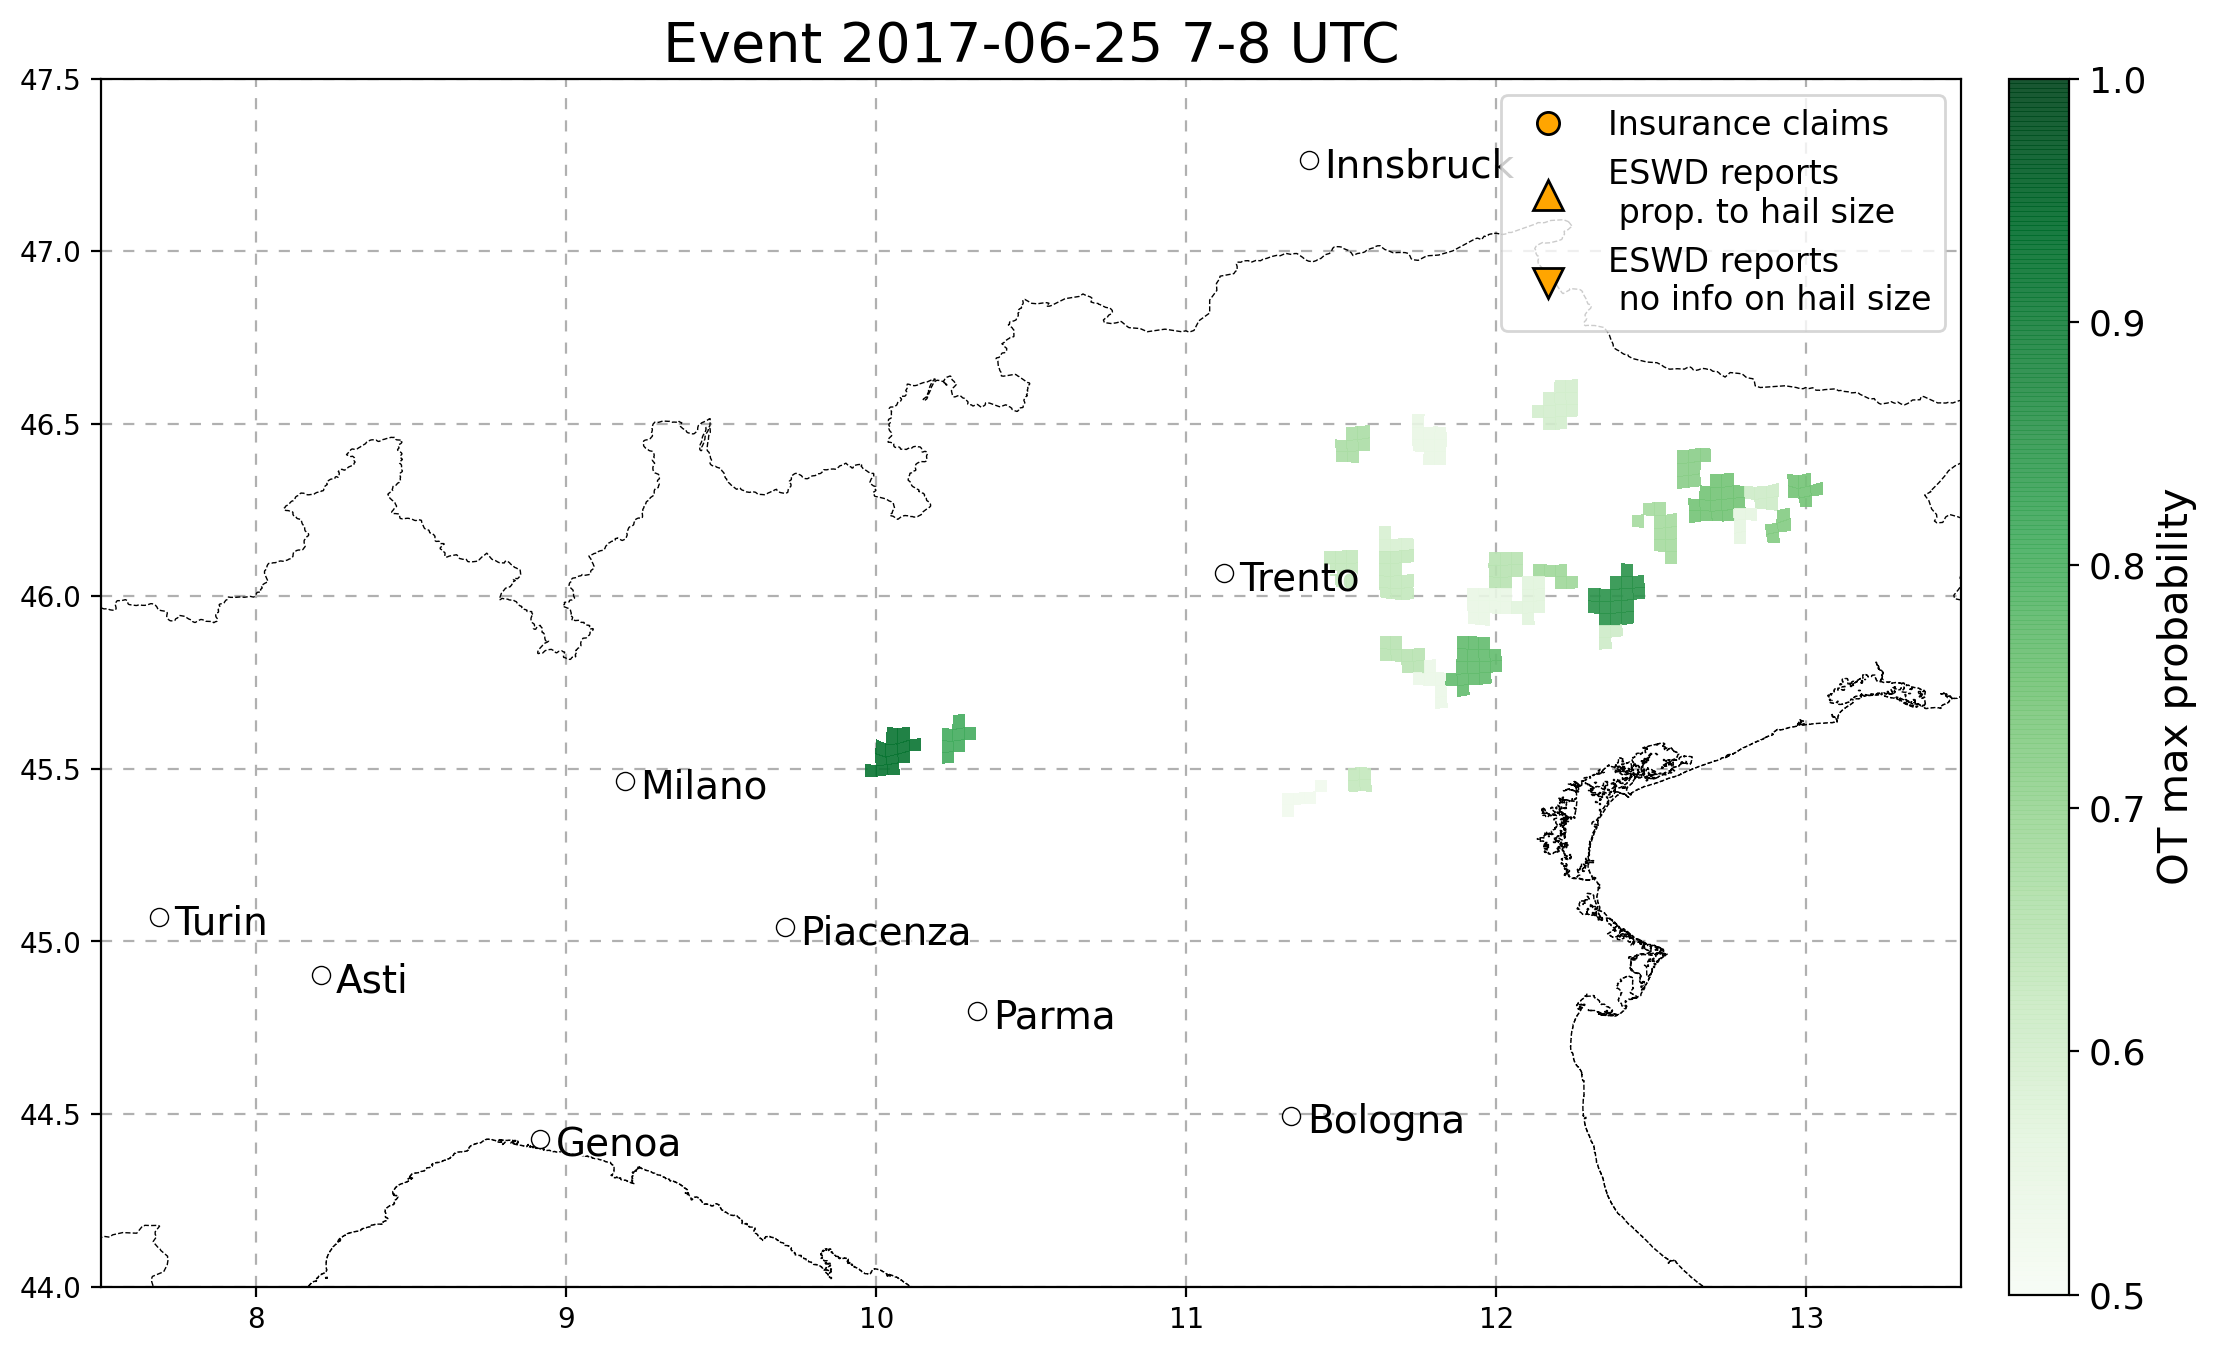 Event 2017-06-25 7-8 UTC
47.5
47.0
46.5
46.0
45.5
45.0
44.5
44.0
8
9
10
11
12
13
Innsbruck
Trento
Milano
Turin
Piacenza
Asti
Parma
Bologna
Genoa
Insurance claims
ESWD reports
prop. to hail size
ESWD reports
no info on hail size
1.0
0.9
0.8
0.7
0.6
0.5
OT max probability